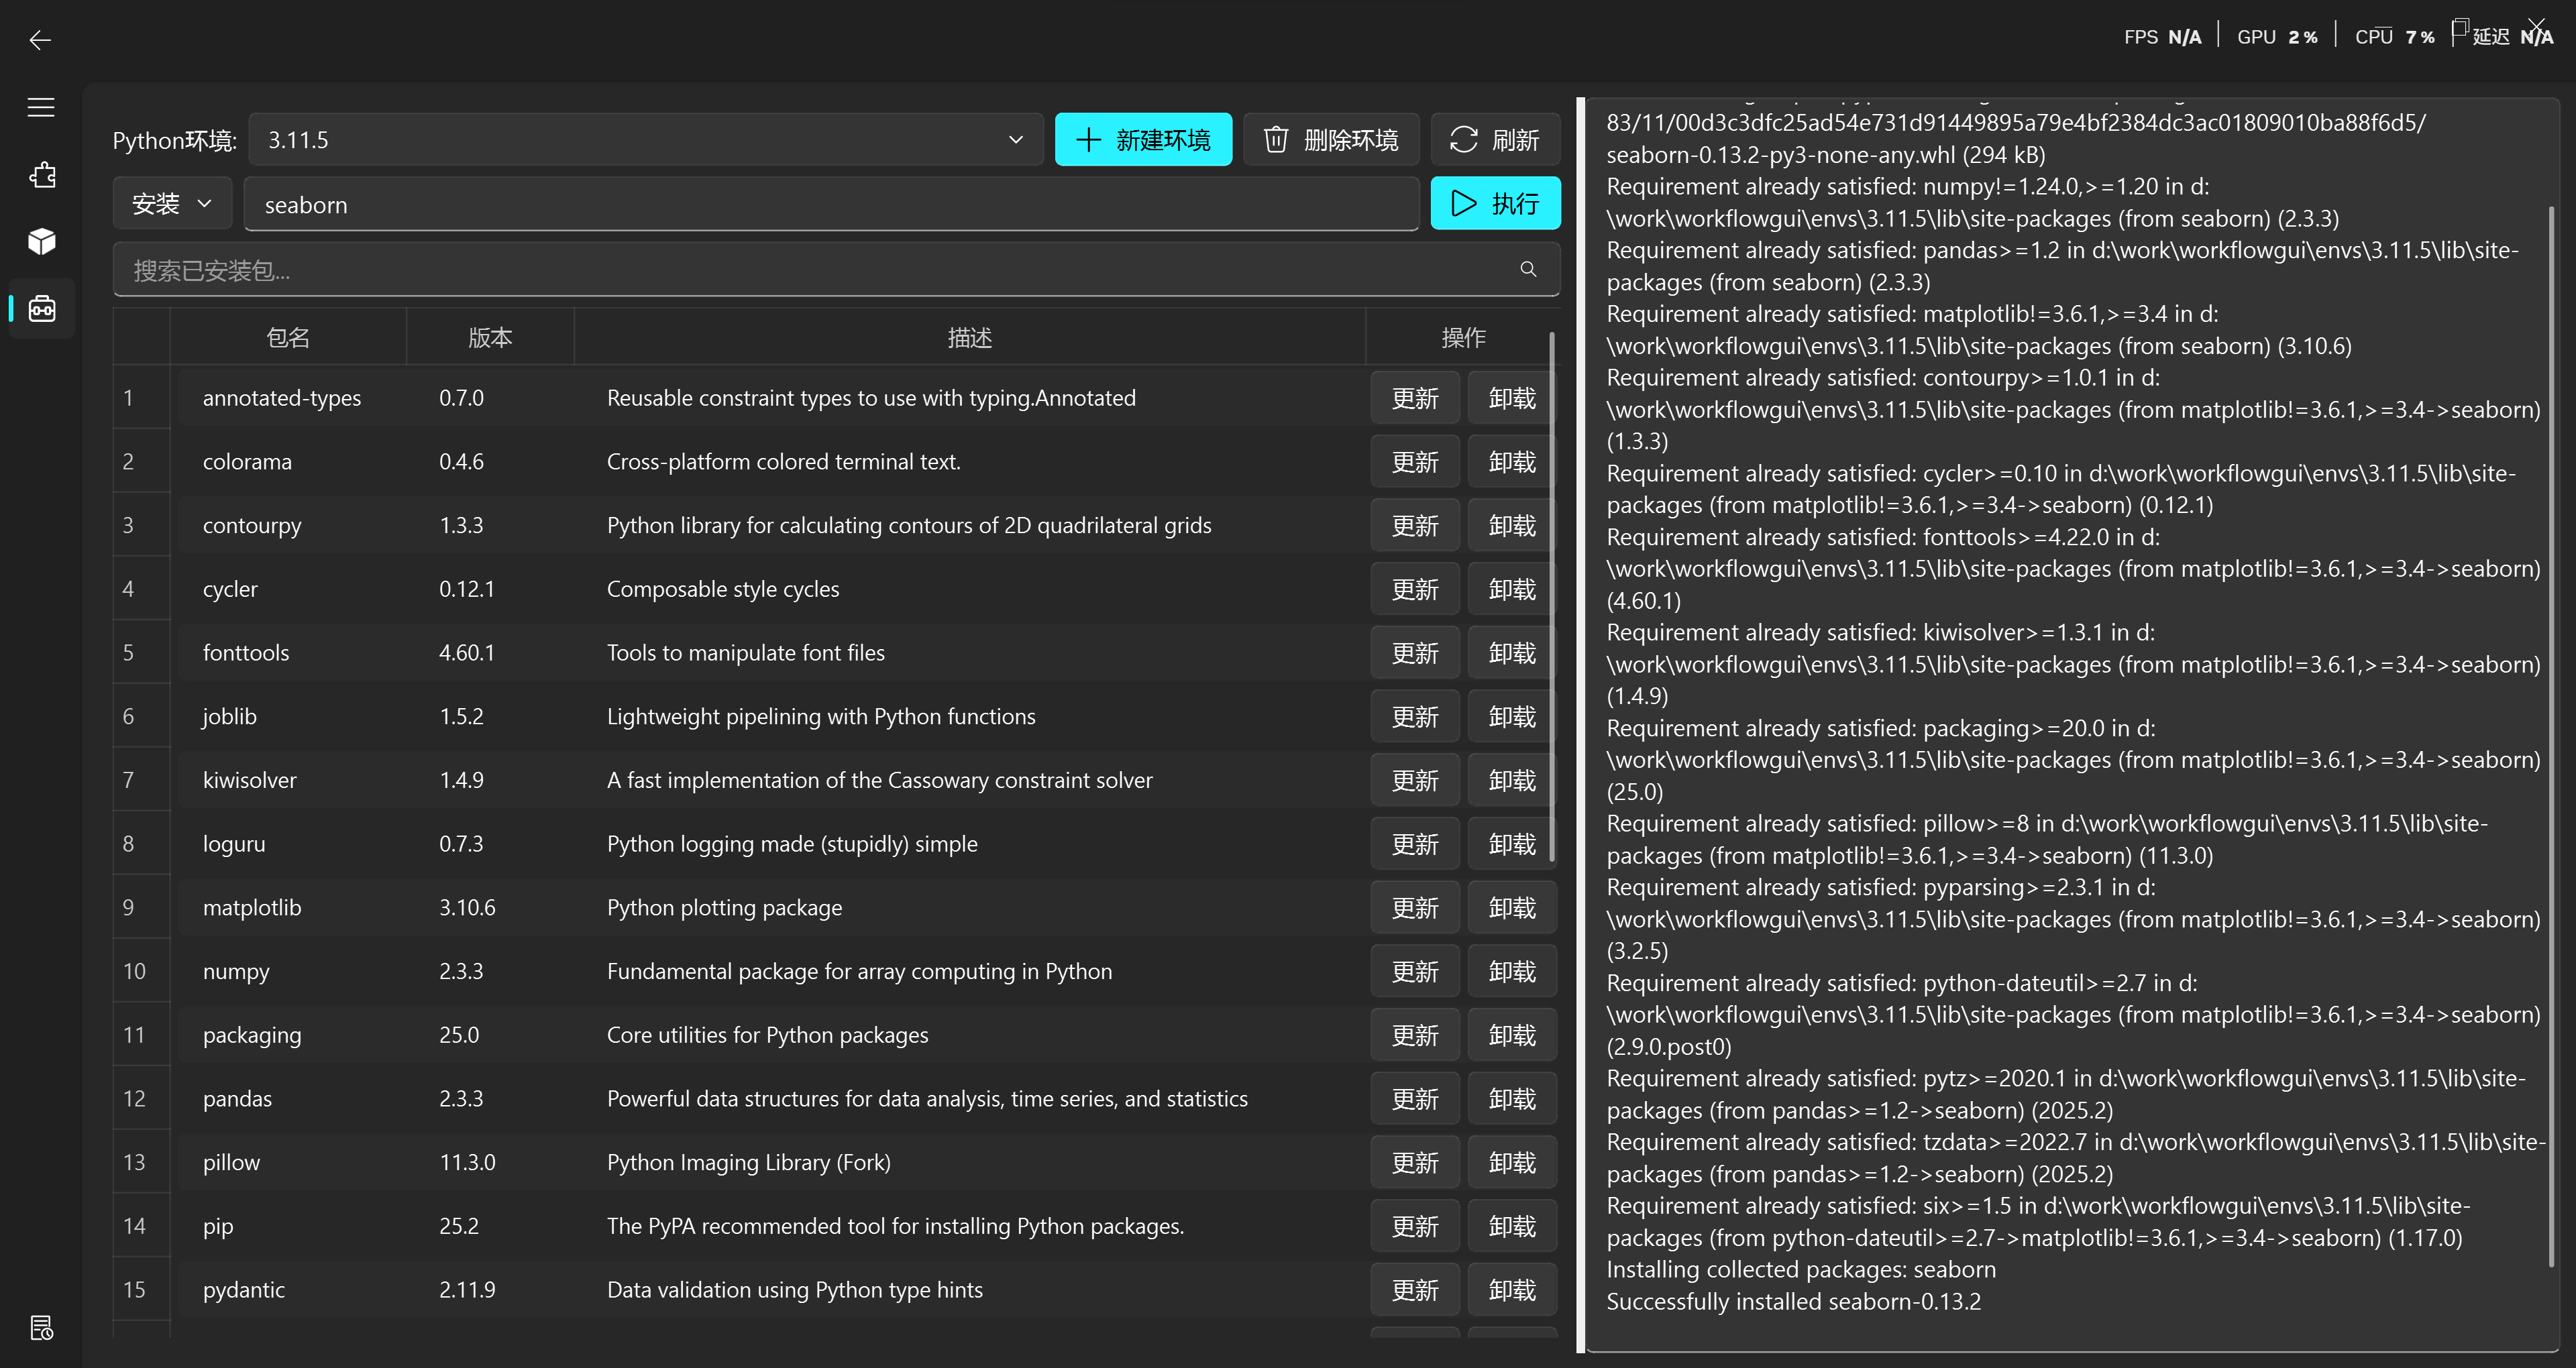 FPS N/A GPU 2 % CPU 7 % 延迟 N/A
Python环境: 3.11.5 新建环境 删除环境 刷新
安装 seaborn 执行
搜索已安装包...
包名 版本 描述 操作
1 annotated-types 0.7.0 Reusable constraint types to use with typing.Annotated 更新 卸载
2 colorama 0.4.6 Cross-platform colored terminal text. 更新 卸载
3 contourpy 1.3.3 Python library for calculating contours of 2D quadrilateral grids 更新 卸载
4 cycler 0.12.1 Composable style cycles 更新 卸载
5 fonttools 4.60.1 Tools to manipulate font files 更新 卸载
6 joblib 1.5.2 Lightweight pipelining with Python functions 更新 卸载
7 kiwisolver 1.4.9 A fast implementation of the Cassowary constraint solver 更新 卸载
8 loguru 0.7.3 Python logging made (stupidly) simple 更新 卸载
9 matplotlib 3.10.6 Python plotting package 更新 卸载
10 numpy 2.3.3 Fundamental package for array computing in Python 更新 卸载
11 packaging 25.0 Core utilities for Python packages 更新 卸载
12 pandas 2.3.3 Powerful data structures for data analysis, time series, and statistics 更新 卸载
13 pillow 11.3.0 Python Imaging Library (Fork) 更新 卸载
14 pip 25.2 The PyPA recommended tool for installing Python packages. 更新 卸载
15 pydantic 2.11.9 Data validation using Python type hints 更新 卸载
83/11/00d3c3dfc25ad54e731d91449895a79e4bf2384dc3ac01809010ba88f6d5/
seaborn-0.13.2-py3-none-any.whl (294 kB)
Requirement already satisfied: numpy!=1.24.0,>=1.20 in d:
\work\workflowgui\envs\3.11.5\lib\site-packages (from seaborn) (2.3.3)
Requirement already satisfied: pandas>=1.2 in d:\work\workflowgui\envs\3.11.5\lib\site-
packages (from seaborn) (2.3.3)
Requirement already satisfied: matplotlib!=3.6.1,>=3.4 in d:
\work\workflowgui\envs\3.11.5\lib\site-packages (from seaborn) (3.10.6)
Requirement already satisfied: contourpy>=1.0.1 in d:
\work\workflowgui\envs\3.11.5\lib\site-packages (from matplotlib!=3.6.1,>=3.4->seaborn)
(1.3.3)
Requirement already satisfied: cycler>=0.10 in d:\work\workflowgui\envs\3.11.5\lib\site-
packages (from matplotlib!=3.6.1,>=3.4->seaborn) (0.12.1)
Requirement already satisfied: fonttools>=4.22.0 in d:
\work\workflowgui\envs\3.11.5\lib\site-packages (from matplotlib!=3.6.1,>=3.4->seaborn)
(4.60.1)
Requirement already satisfied: kiwisolver>=1.3.1 in d:
\work\workflowgui\envs\3.11.5\lib\site-packages (from matplotlib!=3.6.1,>=3.4->seaborn)
(1.4.9)
Requirement already satisfied: packaging>=20.0 in d:
\work\workflowgui\envs\3.11.5\lib\site-packages (from matplotlib!=3.6.1,>=3.4->seaborn)
(25.0)
Requirement already satisfied: pillow>=8 in d:\work\workflowgui\envs\3.11.5\lib\site-
packages (from matplotlib!=3.6.1,>=3.4->seaborn) (11.3.0)
Requirement already satisfied: pyparsing>=2.3.1 in d:
\work\workflowgui\envs\3.11.5\lib\site-packages (from matplotlib!=3.6.1,>=3.4->seaborn)
(3.2.5)
Requirement already satisfied: python-dateutil>=2.7 in d:
\work\workflowgui\envs\3.11.5\lib\site-packages (from matplotlib!=3.6.1,>=3.4->seaborn)
(2.9.0.post0)
Requirement already satisfied: pytz>=2020.1 in d:\work\workflowgui\envs\3.11.5\lib\site-
packages (from pandas>=1.2->seaborn) (2025.2)
Requirement already satisfied: tzdata>=2022.7 in d:\work\workflowgui\envs\3.11.5\lib\site-
packages (from pandas>=1.2->seaborn) (2025.2)
Requirement already satisfied: six>=1.5 in d:\work\workflowgui\envs\3.11.5\lib\site-
packages (from python-dateutil>=2.7->matplotlib!=3.6.1,>=3.4->seaborn) (1.17.0)
Installing collected packages: seaborn
Successfully installed seaborn-0.13.2